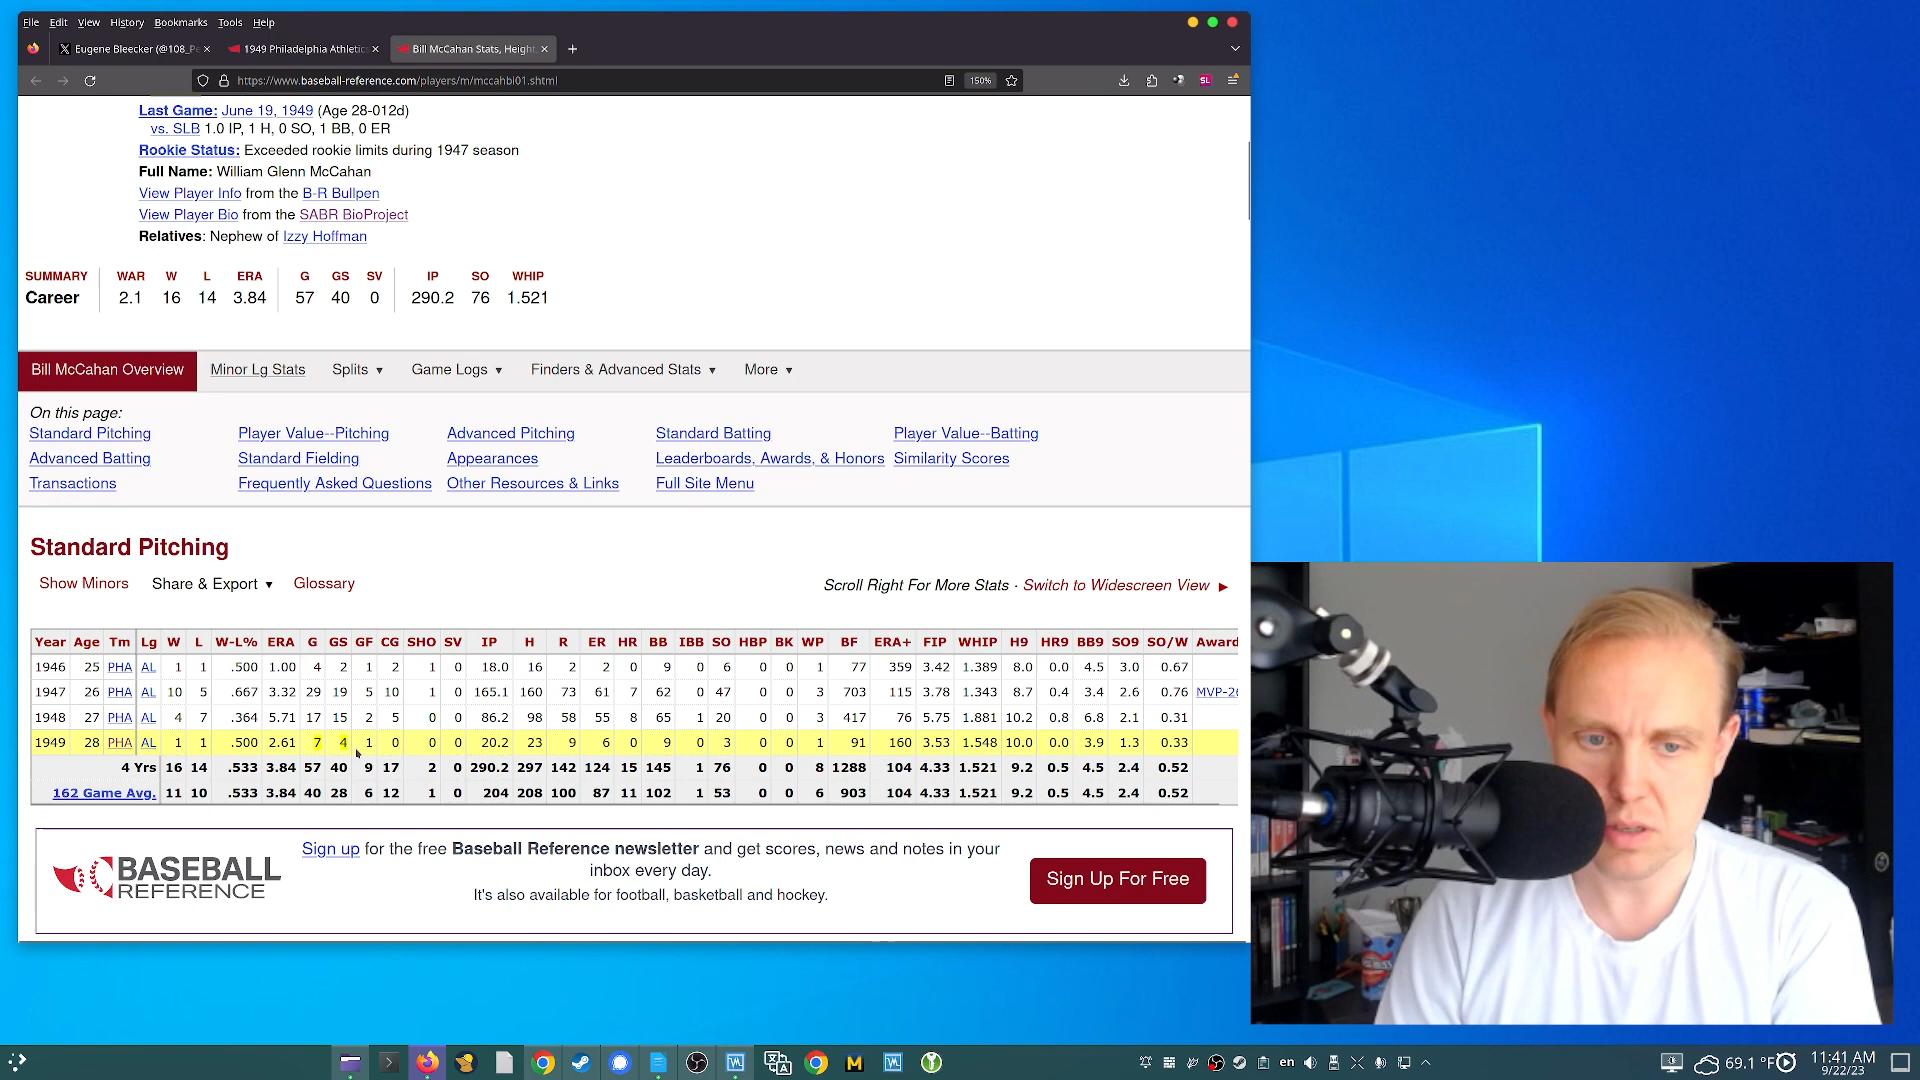 File Edit View History Bookmarks Tools Help
Eugene Bleecker (@108_Pe
1949 Philadelphia Athletic
Bill McCahan Stats, Height,
https://www.baseball-reference.com/players/m/mccahbi01.shtml
150%
SL
Last Game: June 19, 1949 (Age 28-012d)
vs. SLB 1.0 IP, 1 H, 0 SO, 1 BB, 0 ER
Rookie Status: Exceeded rookie limits during 1947 season
Full Name: William Glenn McCahan
View Player Info from the B-R Bullpen
View Player Bio from the SABR BioProject
Relatives: Nephew of Izzy Hoffman
SUMMARY WAR W L ERA G GS SV IP SO WHIP
Career 2.1 16 14 3.84 57 40 0 290.2 76 1.521
Bill McCahan Overview Minor Lg Stats Splits ▼ Game Logs ▼ Finders & Advanced Stats ▼ More ▼
On this page:
Standard Pitching Player Value--Pitching Advanced Pitching Standard Batting Player Value--Batting
Advanced Batting Standard Fielding Appearances Leaderboards, Awards, & Honors Similarity Scores
Transactions Frequently Asked Questions Other Resources & Links Full Site Menu
Standard Pitching
Show Minors Share & Export ▼ Glossary
Scroll Right For More Stats · Switch to Widescreen View ▶
Year Age Tm Lg W L W-L% ERA G GS GF CG SHO SV IP H R ER HR BB IBB SO HBP BK WP BF ERA+ FIP WHIP H9 HR9 BB9 SO9 SO/W Award
1946 25 PHA AL 1 1 .500 1.00 4 2 1 2 1 0 18.0 16 2 2 0 9 0 6 0 0 1 77 359 3.42 1.389 8.0 0.0 4.5 3.0 0.67
1947 26 PHA AL 10 5 .667 3.32 29 19 5 10 1 0 165.1 160 73 61 7 62 0 47 0 0 3 703 115 3.78 1.343 8.7 0.4 3.4 2.6 0.76 MVP-26
1948 27 PHA AL 4 7 .364 5.71 17 15 2 5 0 0 86.2 98 58 55 8 65 1 20 0 0 3 417 76 5.75 1.881 10.2 0.8 6.8 2.1 0.31
1949 28 PHA AL 1 1 .500 2.61 7 4 1 0 0 0 20.2 23 9 6 0 9 0 3 0 0 1 91 160 3.53 1.548 10.0 0.0 3.9 1.3 0.33
4 Yrs 16 14 .533 3.84 57 40 9 17 2 0 290.2 297 142 124 15 145 1 76 0 0 8 1288 104 4.33 1.521 9.2 0.5 4.5 2.4 0.52
162 Game Avg. 11 10 .533 3.84 40 28 6 12 1 0 204 208 100 87 11 102 1 53 0 0 6 903 104 4.33 1.521 9.2 0.5 4.5 2.4 0.52
BASEBALL
REFERENCE
Sign up for the free Baseball Reference newsletter and get scores, news and notes in your
inbox every day.
It's also available for football, basketball and hockey.
Sign Up For Free
en
69.1 °F
11:41 AM
9/22/23